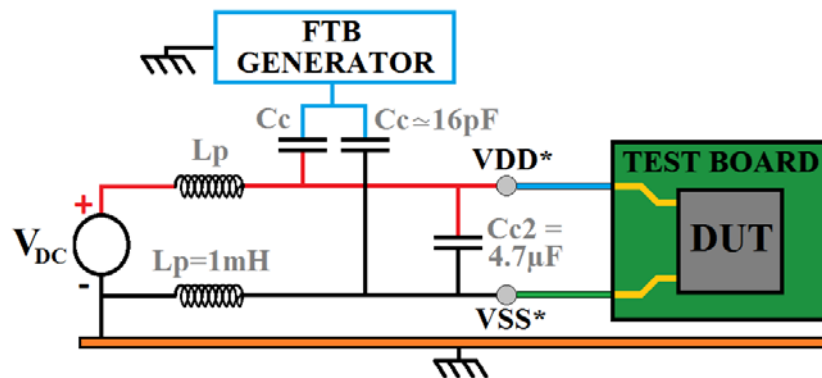 FTB
GENERATOR
Cc
Cc≃16pF
Lp
VDD*
TEST BOARD
+
VDC
-
Cc2 =
4.7µF
DUT
Lp=1mH
VSS*